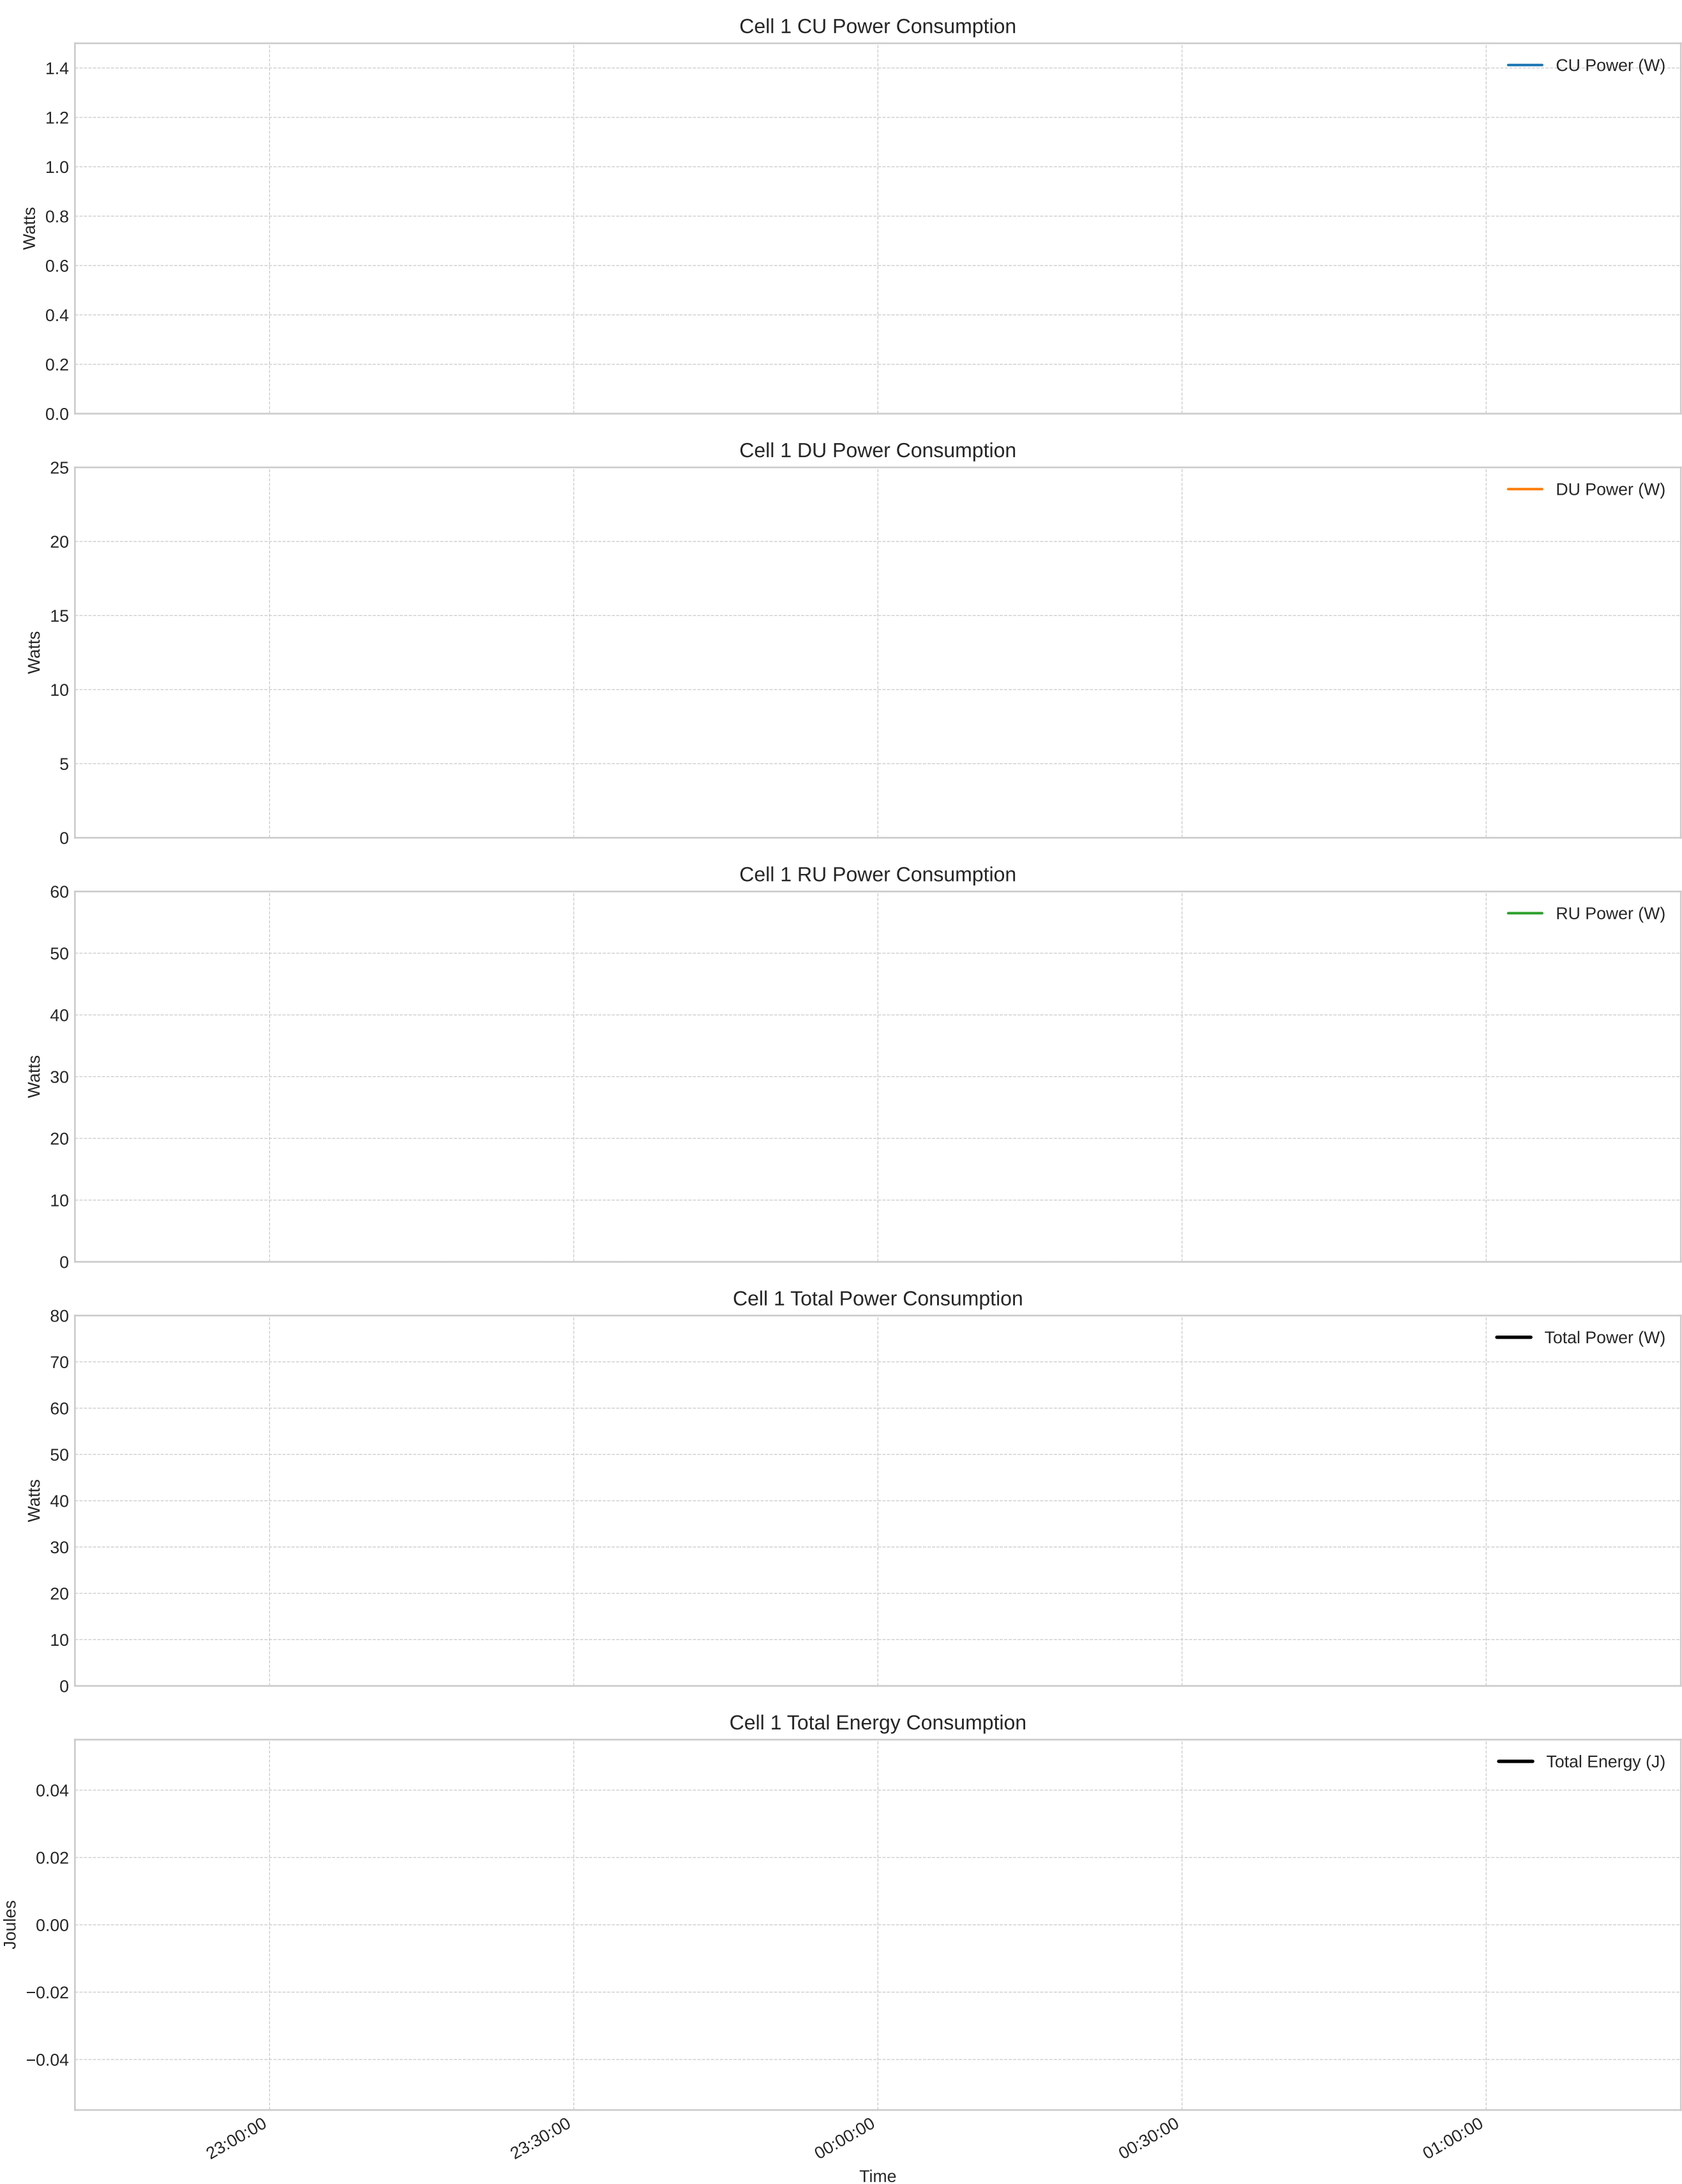 Cell 1 CU Power Consumption
1.4
1.2
1.0
0.8
0.6
0.4
0.2
0.0
Watts
CU Power (W)
Cell 1 DU Power Consumption
25
20
15
10
5
0
Watts
DU Power (W)
Cell 1 RU Power Consumption
60
50
40
30
20
10
0
Watts
RU Power (W)
Cell 1 Total Power Consumption
80
70
60
50
40
30
20
10
0
Watts
Total Power (W)
Cell 1 Total Energy Consumption
0.04
0.02
0.00
−0.02
−0.04
Joules
Total Energy (J)
23:00:00
23:30:00
00:00:00
00:30:00
01:00:00
Time